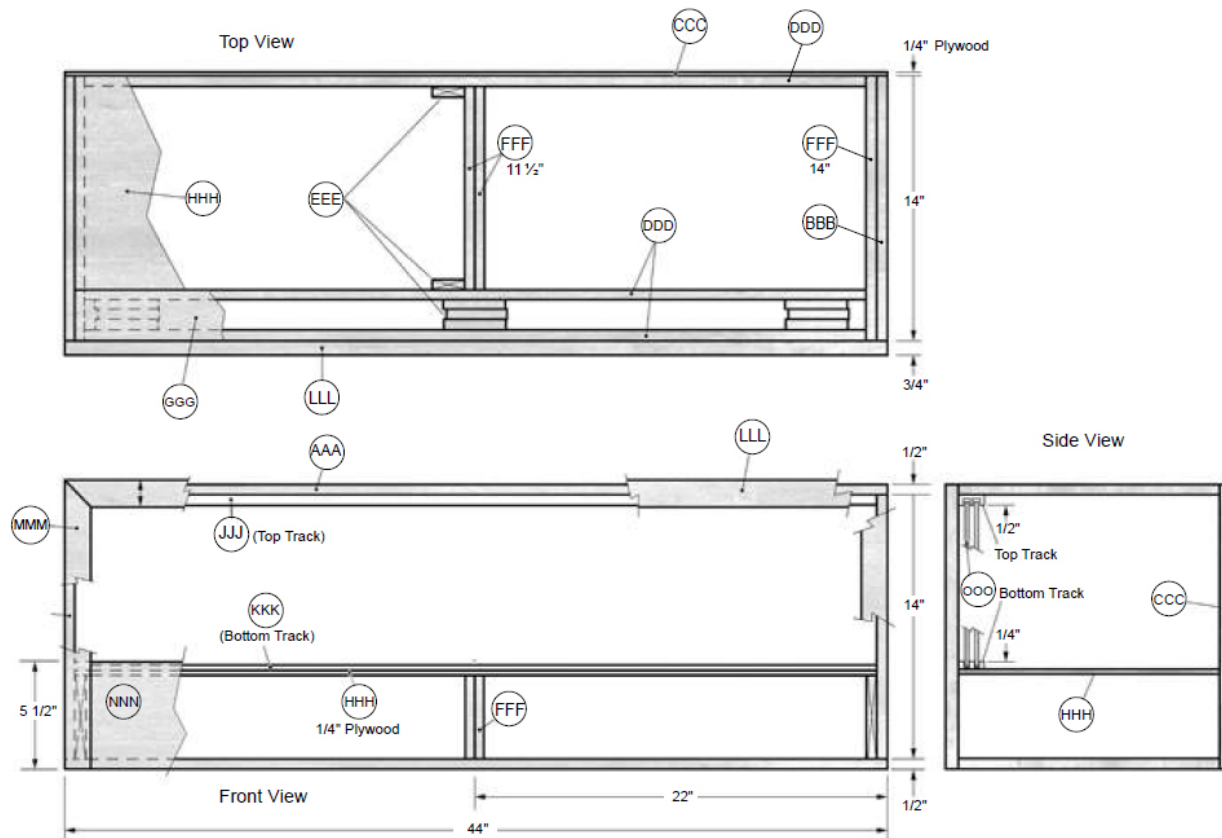 Top View
CCC
DDD
1/4" Plywood
FFF
11 ½"
FFF
14"
HHH
EEE
DDD
BBB
14"
GGG
LLL
3/4"
AAA
LLL
1/2"
Side View
MMM
JJJ (Top Track)
1/2"
Top Track
OOO
Bottom Track
CCC
KKK
(Bottom Track)
14"
1/4"
5 1/2"
NNN
HHH
1/4" Plywood
FFF
HHH
Front View
22"
1/2"
44"